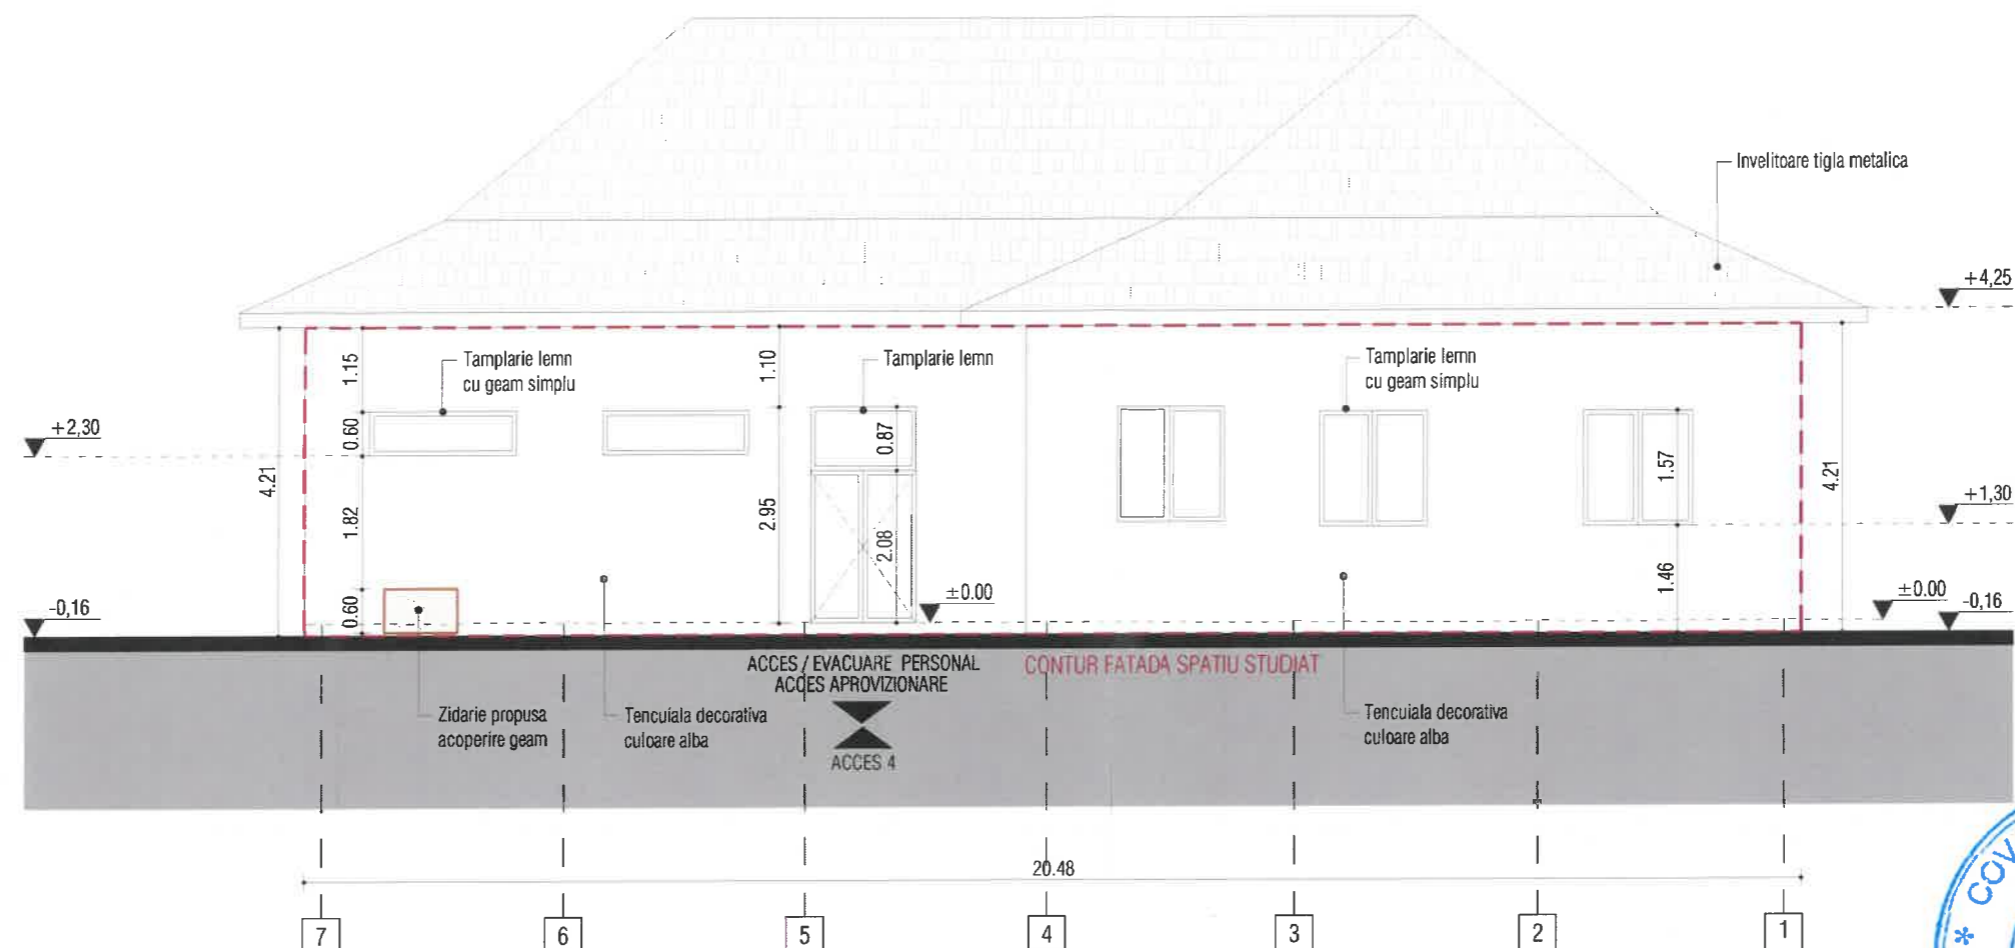 Invelitoare tigla metalica
+4,25
1.15
Tamplarie lemn
cu geam simplu
1.10
Tamplarie lemn
Tamplarie lemn
cu geam simplu
+2,30
0.60
0.87
4.21
1.57
4.21
+1,30
1.82
2.95
2.08
1.46
-0,16
0.60
±0.00
±0.00
-0,16
ACCES / EVACUARE PERSONAL
ACCES APROVIZIONARE
CONTUR FATADA SPATIU STUDIAT
Zidarie propusa
acoperire geam
Tencuiala decorativa
culoare alba
ACCES 4
Tencuiala decorativa
culoare alba
20.48
7
6
5
4
3
2
1
* COV